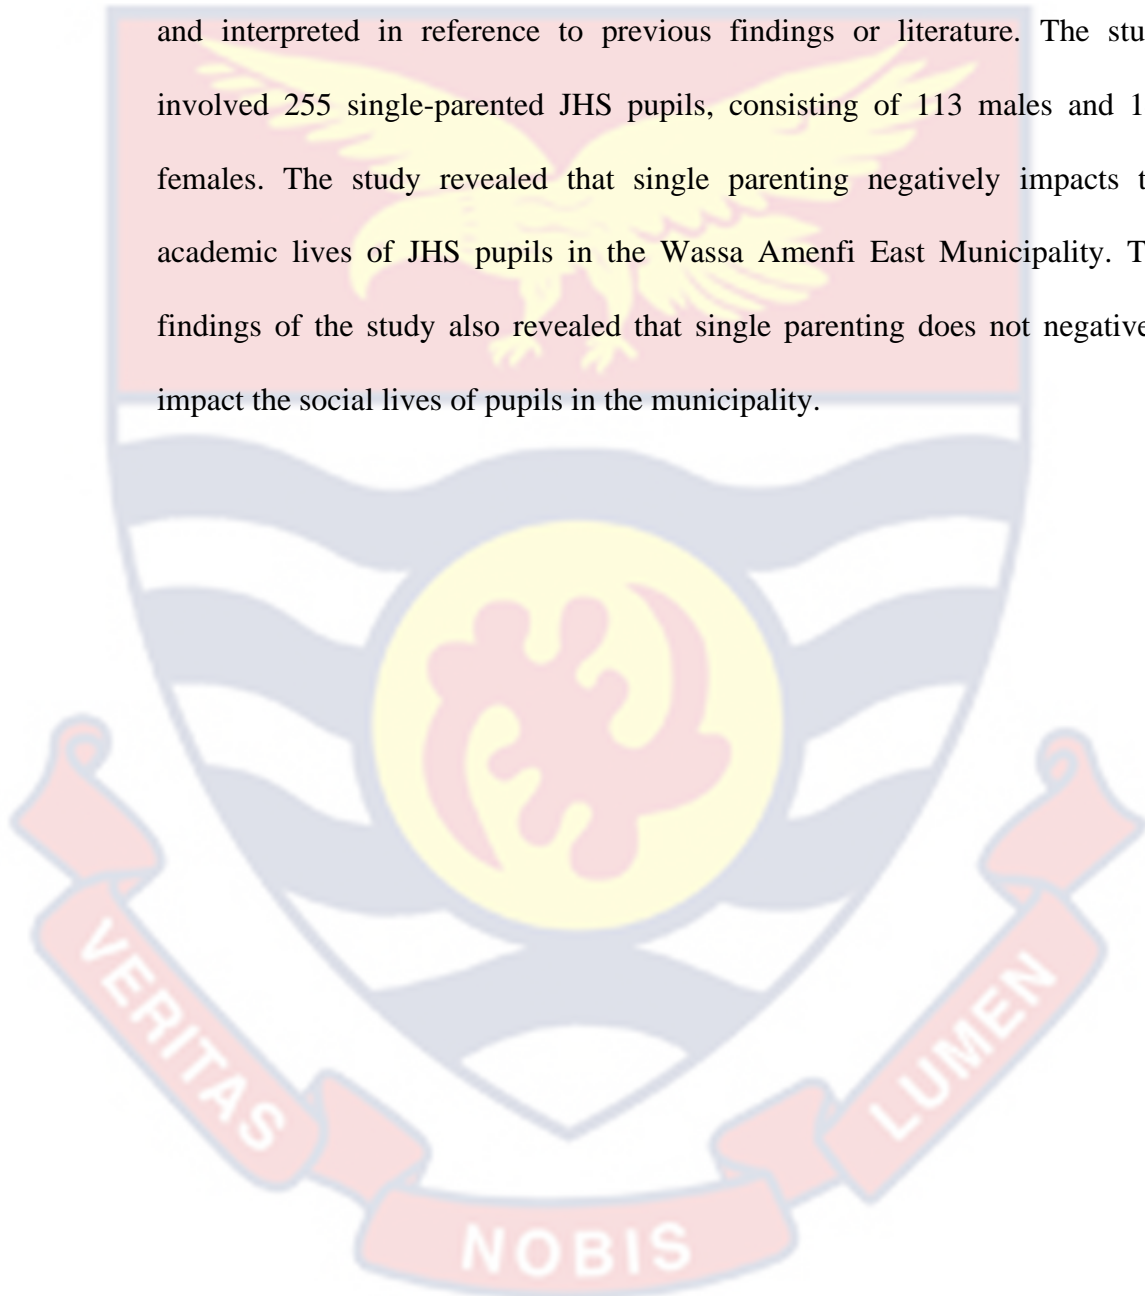 and interpreted in reference to previous findings or literature. The stu
involved 255 single-parented JHS pupils, consisting of 113 males and 1
females. The study revealed that single parenting negatively impacts t
academic lives of JHS pupils in the Wassa Amenfi East Municipality. T
findings of the study also revealed that single parenting does not negative
impact the social lives of pupils in the municipality.
VERITAS
NOBIS
LUMEN